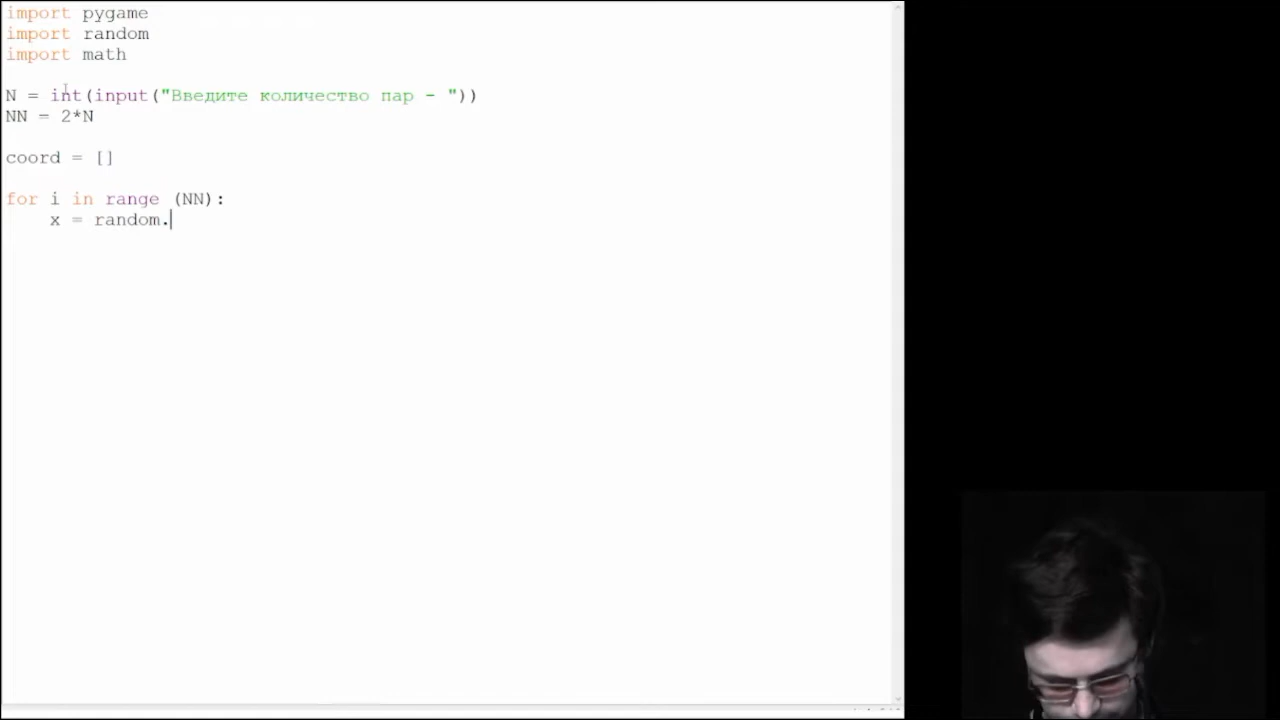 import pygame
import random
import math
N = int(input("Введите количество пар - "))
NN = 2*N
coord = []
for i in range (NN):
    x = random.